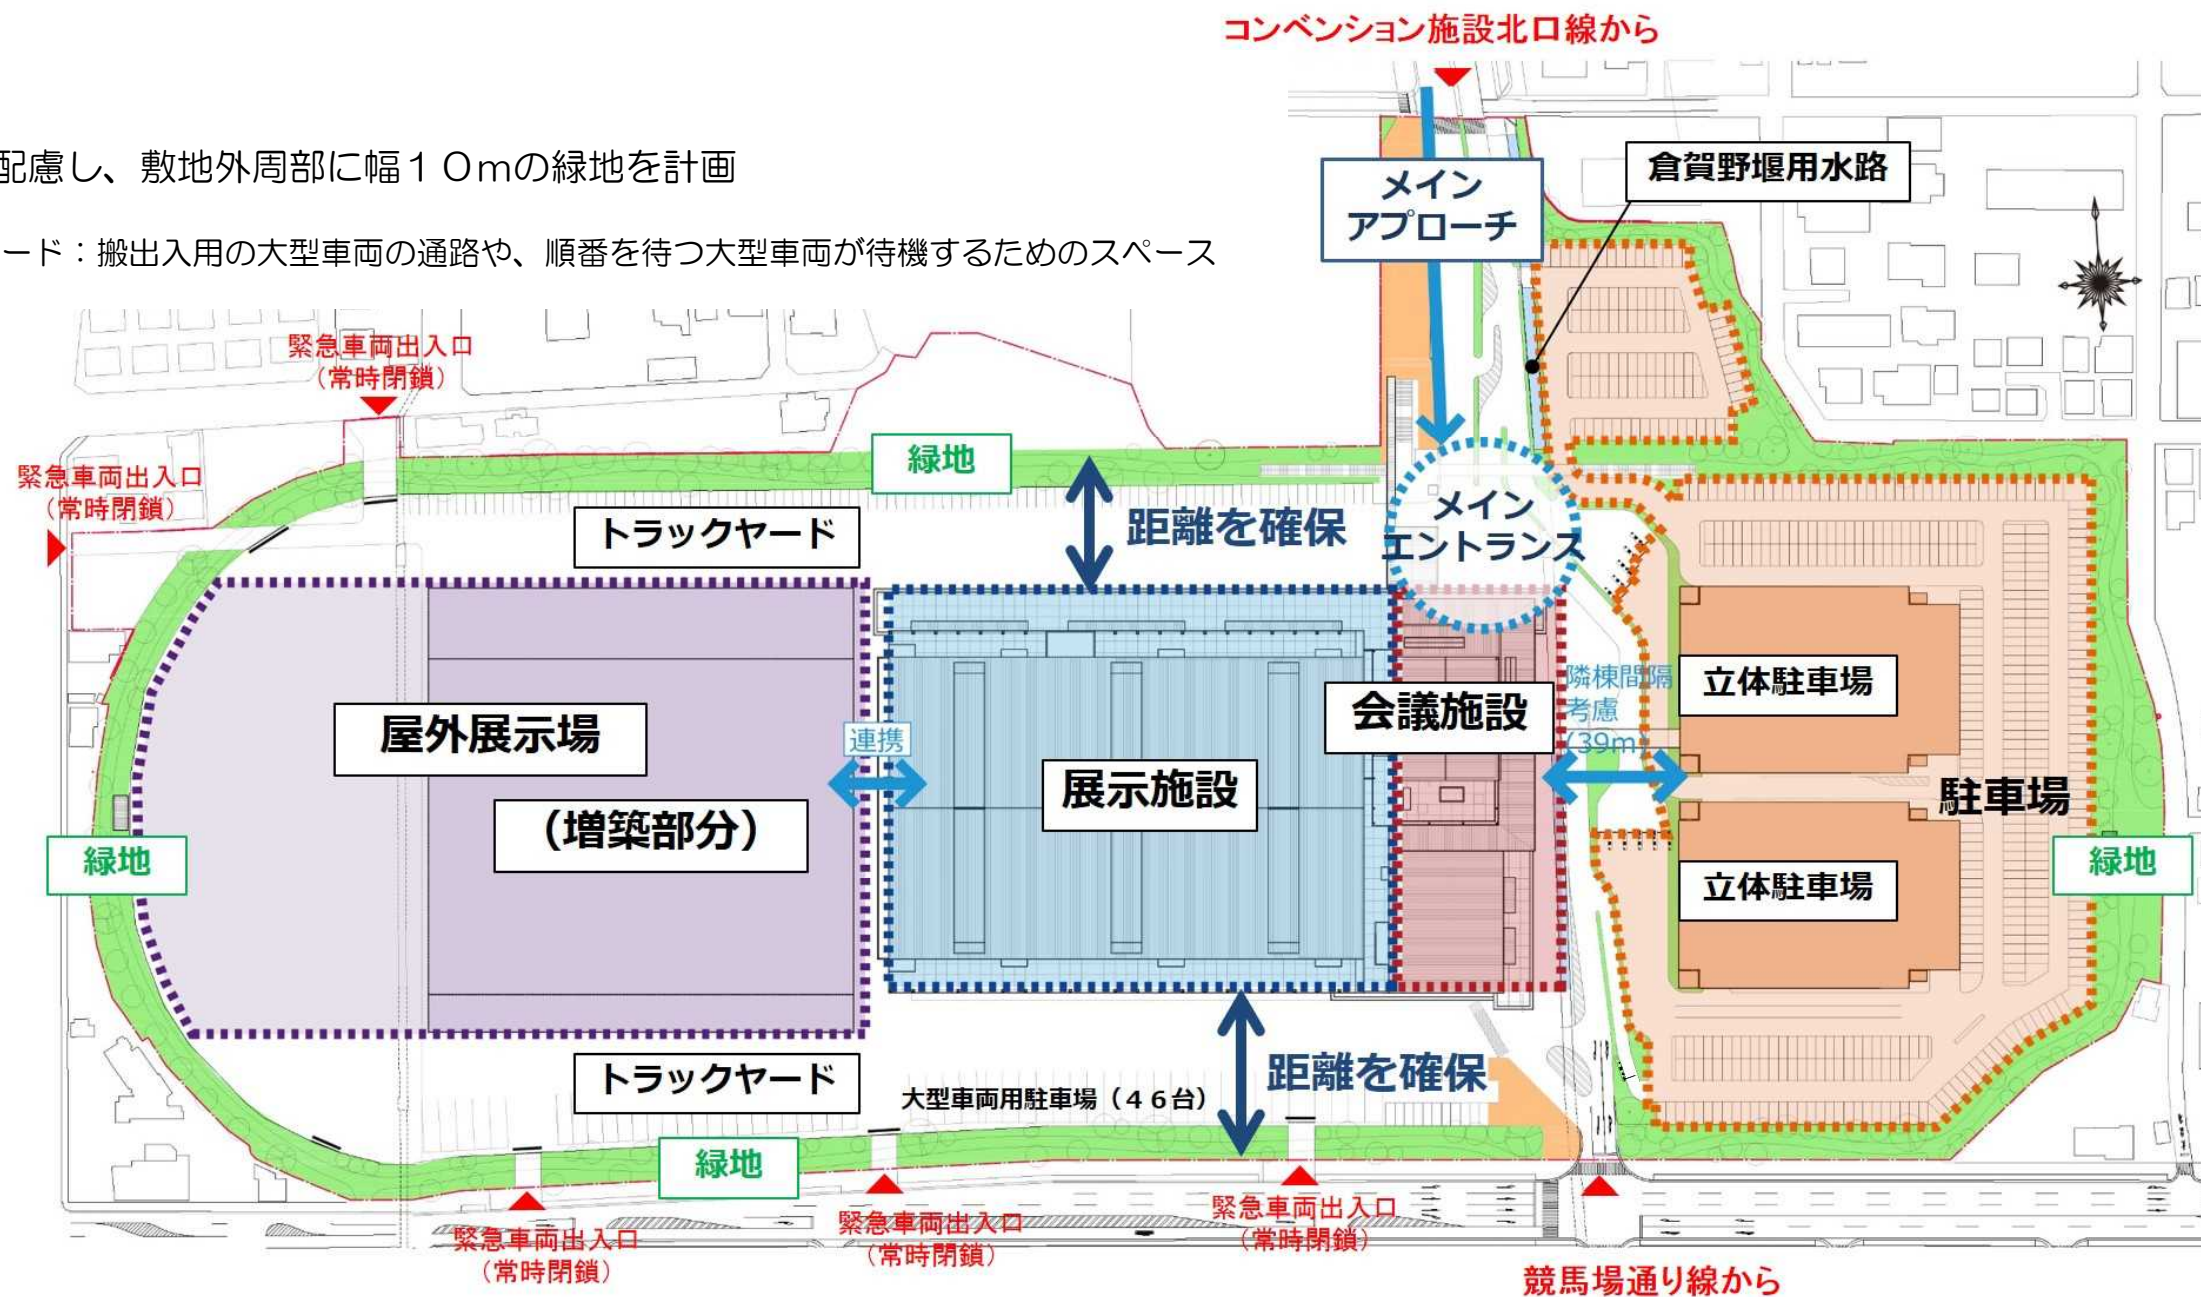 コンベンション施設北口線から
配慮し、敷地外周部に幅１０mの緑地を計画
ード：搬出入用の大型車両の通路や、順番を待つ大型車両が待機するためのスペース
メイン
アプローチ
倉賀野堰用水路
緊急車両出入口
（常時閉鎖）
緊急車両出入口
（常時閉鎖）
緑地
トラックヤード
距離を確保
メイン
エントランス
屋外展示場
（増築部分）
連携
展示施設
会議施設
隣棟間隔
考慮
(39m)
立体駐車場
駐車場
立体駐車場
緑地
緑地
トラックヤード
大型車両用駐車場（４６台）
距離を確保
緑地
緊急車両出入口
（常時閉鎖）
緊急車両出入口
（常時閉鎖）
緊急車両出入口
（常時閉鎖）
競馬場通り線から